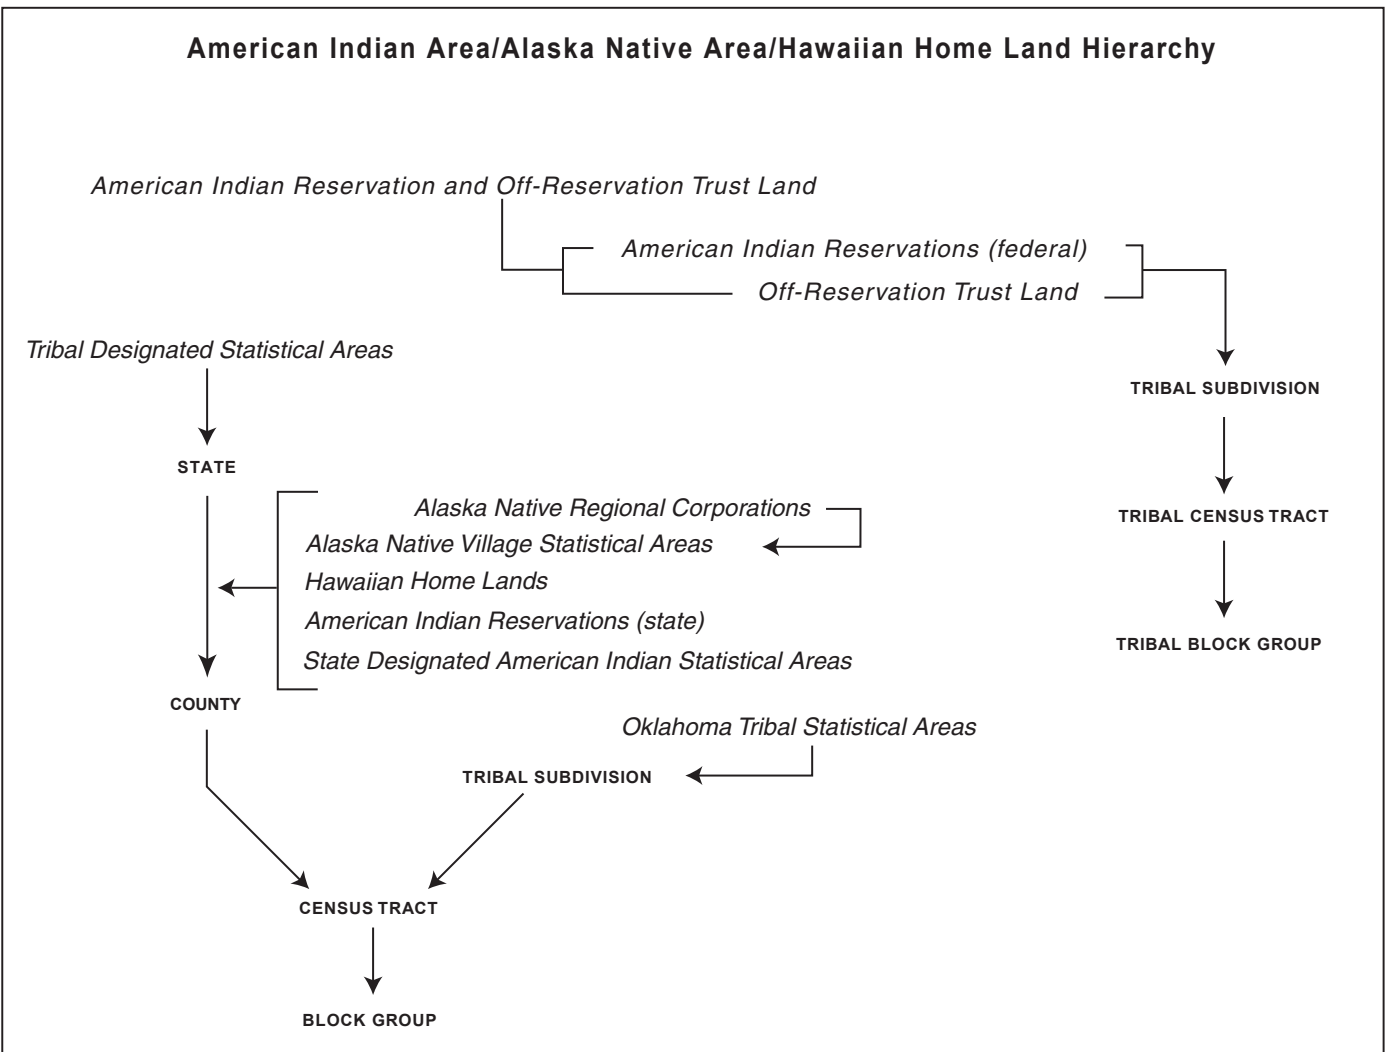 American Indian Area/Alaska Native Area/Hawaiian Home Land Hierarchy
American Indian Reservation and Off-Reservation Trust Land
American Indian Reservations (federal)
Off-Reservation Trust Land
Tribal Designated Statistical Areas
TRIBAL SUBDIVISION
STATE
Alaska Native Regional Corporations
TRIBAL CENSUS TRACT
Alaska Native Village Statistical Areas
Hawaiian Home Lands
American Indian Reservations (state)
TRIBAL BLOCK GROUP
State Designated American Indian Statistical Areas
COUNTY
Oklahoma Tribal Statistical Areas
TRIBAL SUBDIVISION
CENSUS TRACT
BLOCK GROUP